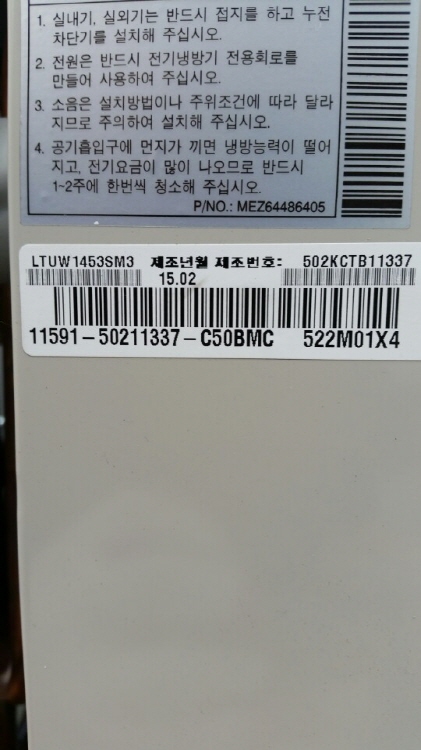 1. 실내기, 실외기는 반드시 접지를 하고 누전
차단기를 설치해 주십시오.
2. 전원은 반드시 전기냉방기 전용회로를
만들어 사용하여 주십시오.
3. 소음은 설치방법이나 주위조건에 따라 달라
지므로 주의하여 설치해 주십시오.
4. 공기흡입구에 먼지가 끼면 냉방능력이 떨어
지고, 전기요금이 많이 나오므로 반드시
1~2주에 한번씩 청소해 주십시오.
P/NO.: MEZ64486405
LTUW1453SM3 제조년월 제조번호: 502KCTB11337
15.02
11591-50211337-C50BMC 522M01X4